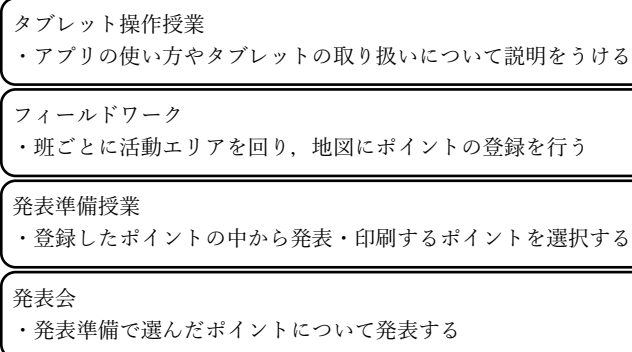 タブレット操作授業
・アプリの使い方やタブレットの取り扱いについて説明をうける
フィールドワーク
・班ごとに活動エリアを回り，地図にポイントの登録を行う
発表準備授業
・登録したポイントの中から発表・印刷するポイントを選択する
発表会
・発表準備で選んだポイントについて発表する